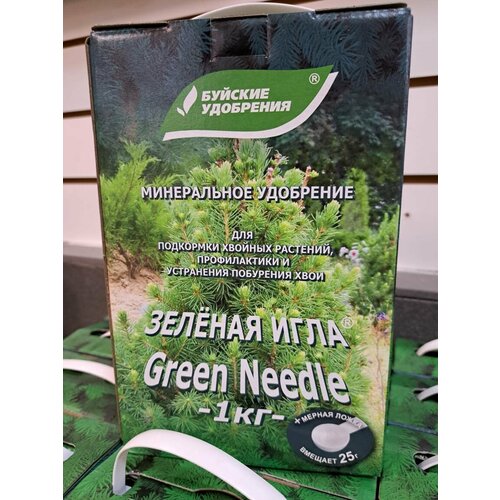 БУЙСКИЕ
УДОБРЕНИЯ
®
МИНЕРАЛЬНОЕ УДОБРЕНИЕ
ДЛЯ
ПОДКОРМКИ ХВОЙНЫХ РАСТЕНИЙ,
ПРОФИЛАКТИКИ И
УСТРАНЕНИЯ ПОБУРЕНИЯ ХВОИ
ЗЕЛЁНАЯ ИГЛА®
Green Needle
-1кг-
+ МЕРНАЯ ЛОЖКА
ВМЕЩАЕТ 25г